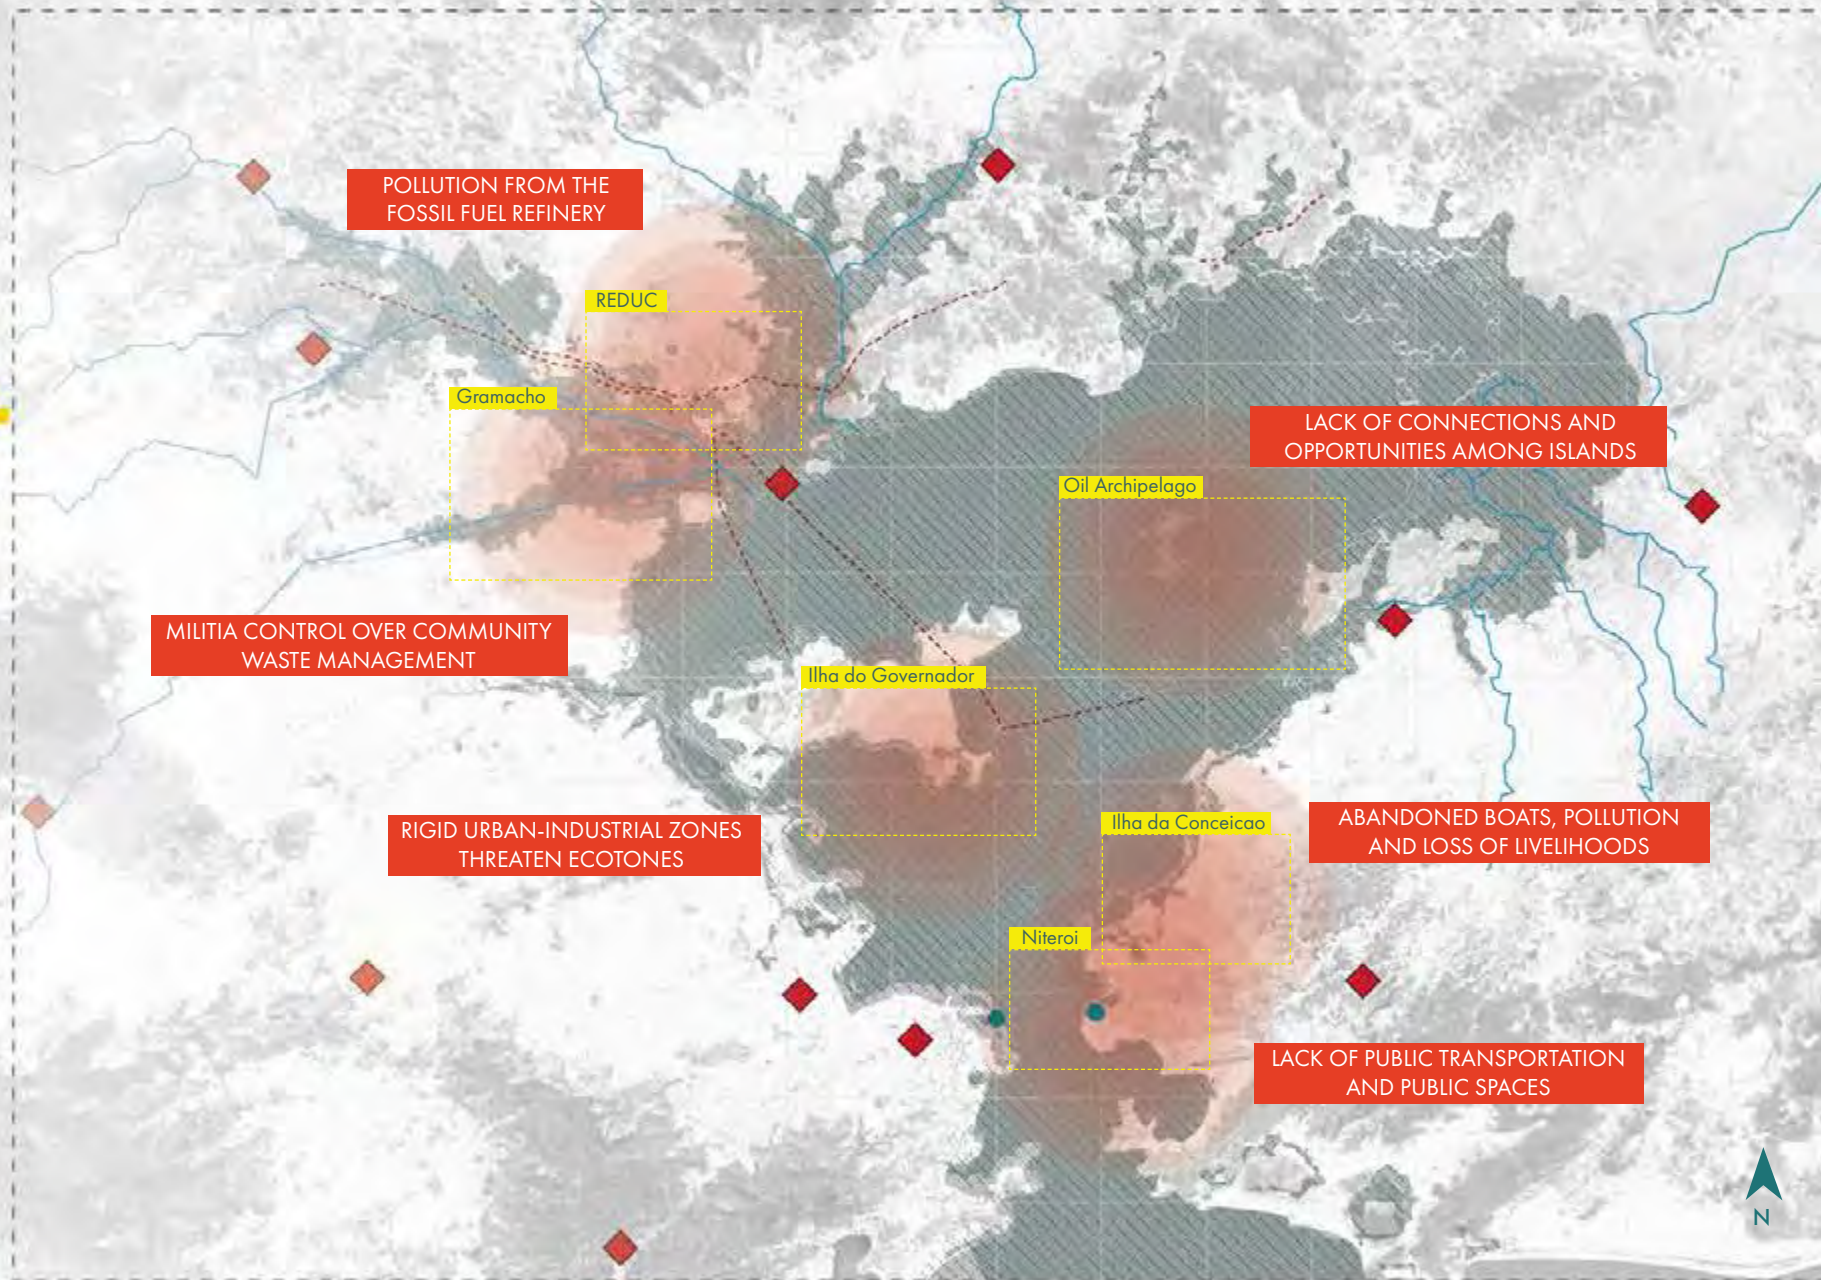 POLLUTION FROM THE
FOSSIL FUEL REFINERY
REDUC
Gramacho
LACK OF CONNECTIONS AND
OPPORTUNITIES AMONG ISLANDS
Oil Archipelago
MILITIA CONTROL OVER COMMUNITY
WASTE MANAGEMENT
Ilha do Governador
RIGID URBAN-INDUSTRIAL ZONES
THREATEN ECOTONES
Ilha da Conceicao
ABANDONED BOATS, POLLUTION
AND LOSS OF LIVELIHOODS
Niteroi
LACK OF PUBLIC TRANSPORTATION
AND PUBLIC SPACES
N